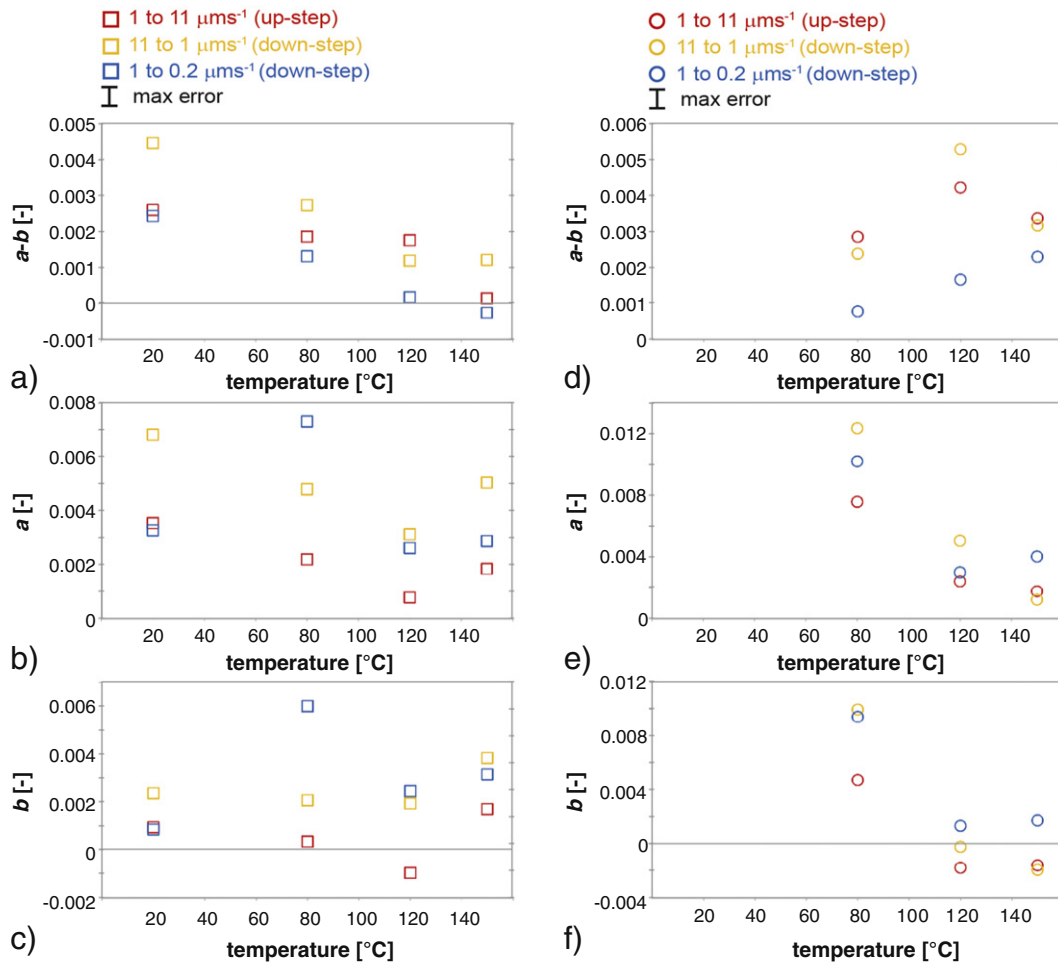 1 to 11 μms⁻¹ (up-step)
11 to 1 μms⁻¹ (down-step)
1 to 0.2 μms⁻¹ (down-step)
max error
0.005
0.004
0.003
0.002
0.001
0
-0.001
a-b [-]
20 40 60 80 100 120 140
temperature [°C]
a)
0.008
0.006
0.004
0.002
0
a [-]
20 40 60 80 100 120 140
temperature [°C]
b)
0.006
0.004
0.002
0
-0.002
b [-]
20 40 60 80 100 120 140
temperature [°C]
c)
1 to 11 μms⁻¹ (up-step)
11 to 1 μms⁻¹ (down-step)
1 to 0.2 μms⁻¹ (down-step)
max error
0.006
0.005
0.004
0.003
0.002
0.001
0
a-b [-]
20 40 60 80 100 120 140
temperature [°C]
d)
0.012
0.008
0.004
0
a [-]
20 40 60 80 100 120 140
temperature [°C]
e)
0.012
0.008
0.004
0
-0.004
b [-]
20 40 60 80 100 120 140
temperature [°C]
f)